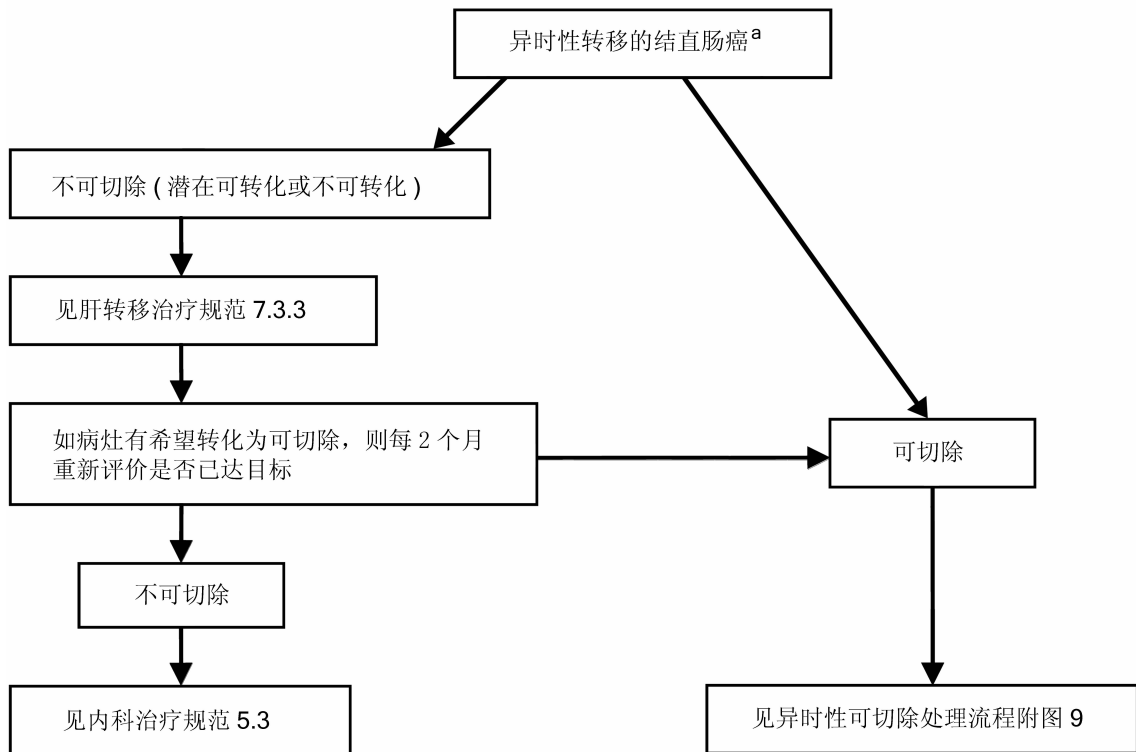 异时性转移的结直肠癌a
不可切除 ( 潜在可转化或不可转化 )
见肝转移治疗规范 7.3.3
如病灶有希望转化为可切除，则每 2 个月
重新评价是否已达目标
可切除
不可切除
见内科治疗规范 5.3
见异时性可切除处理流程附图 9